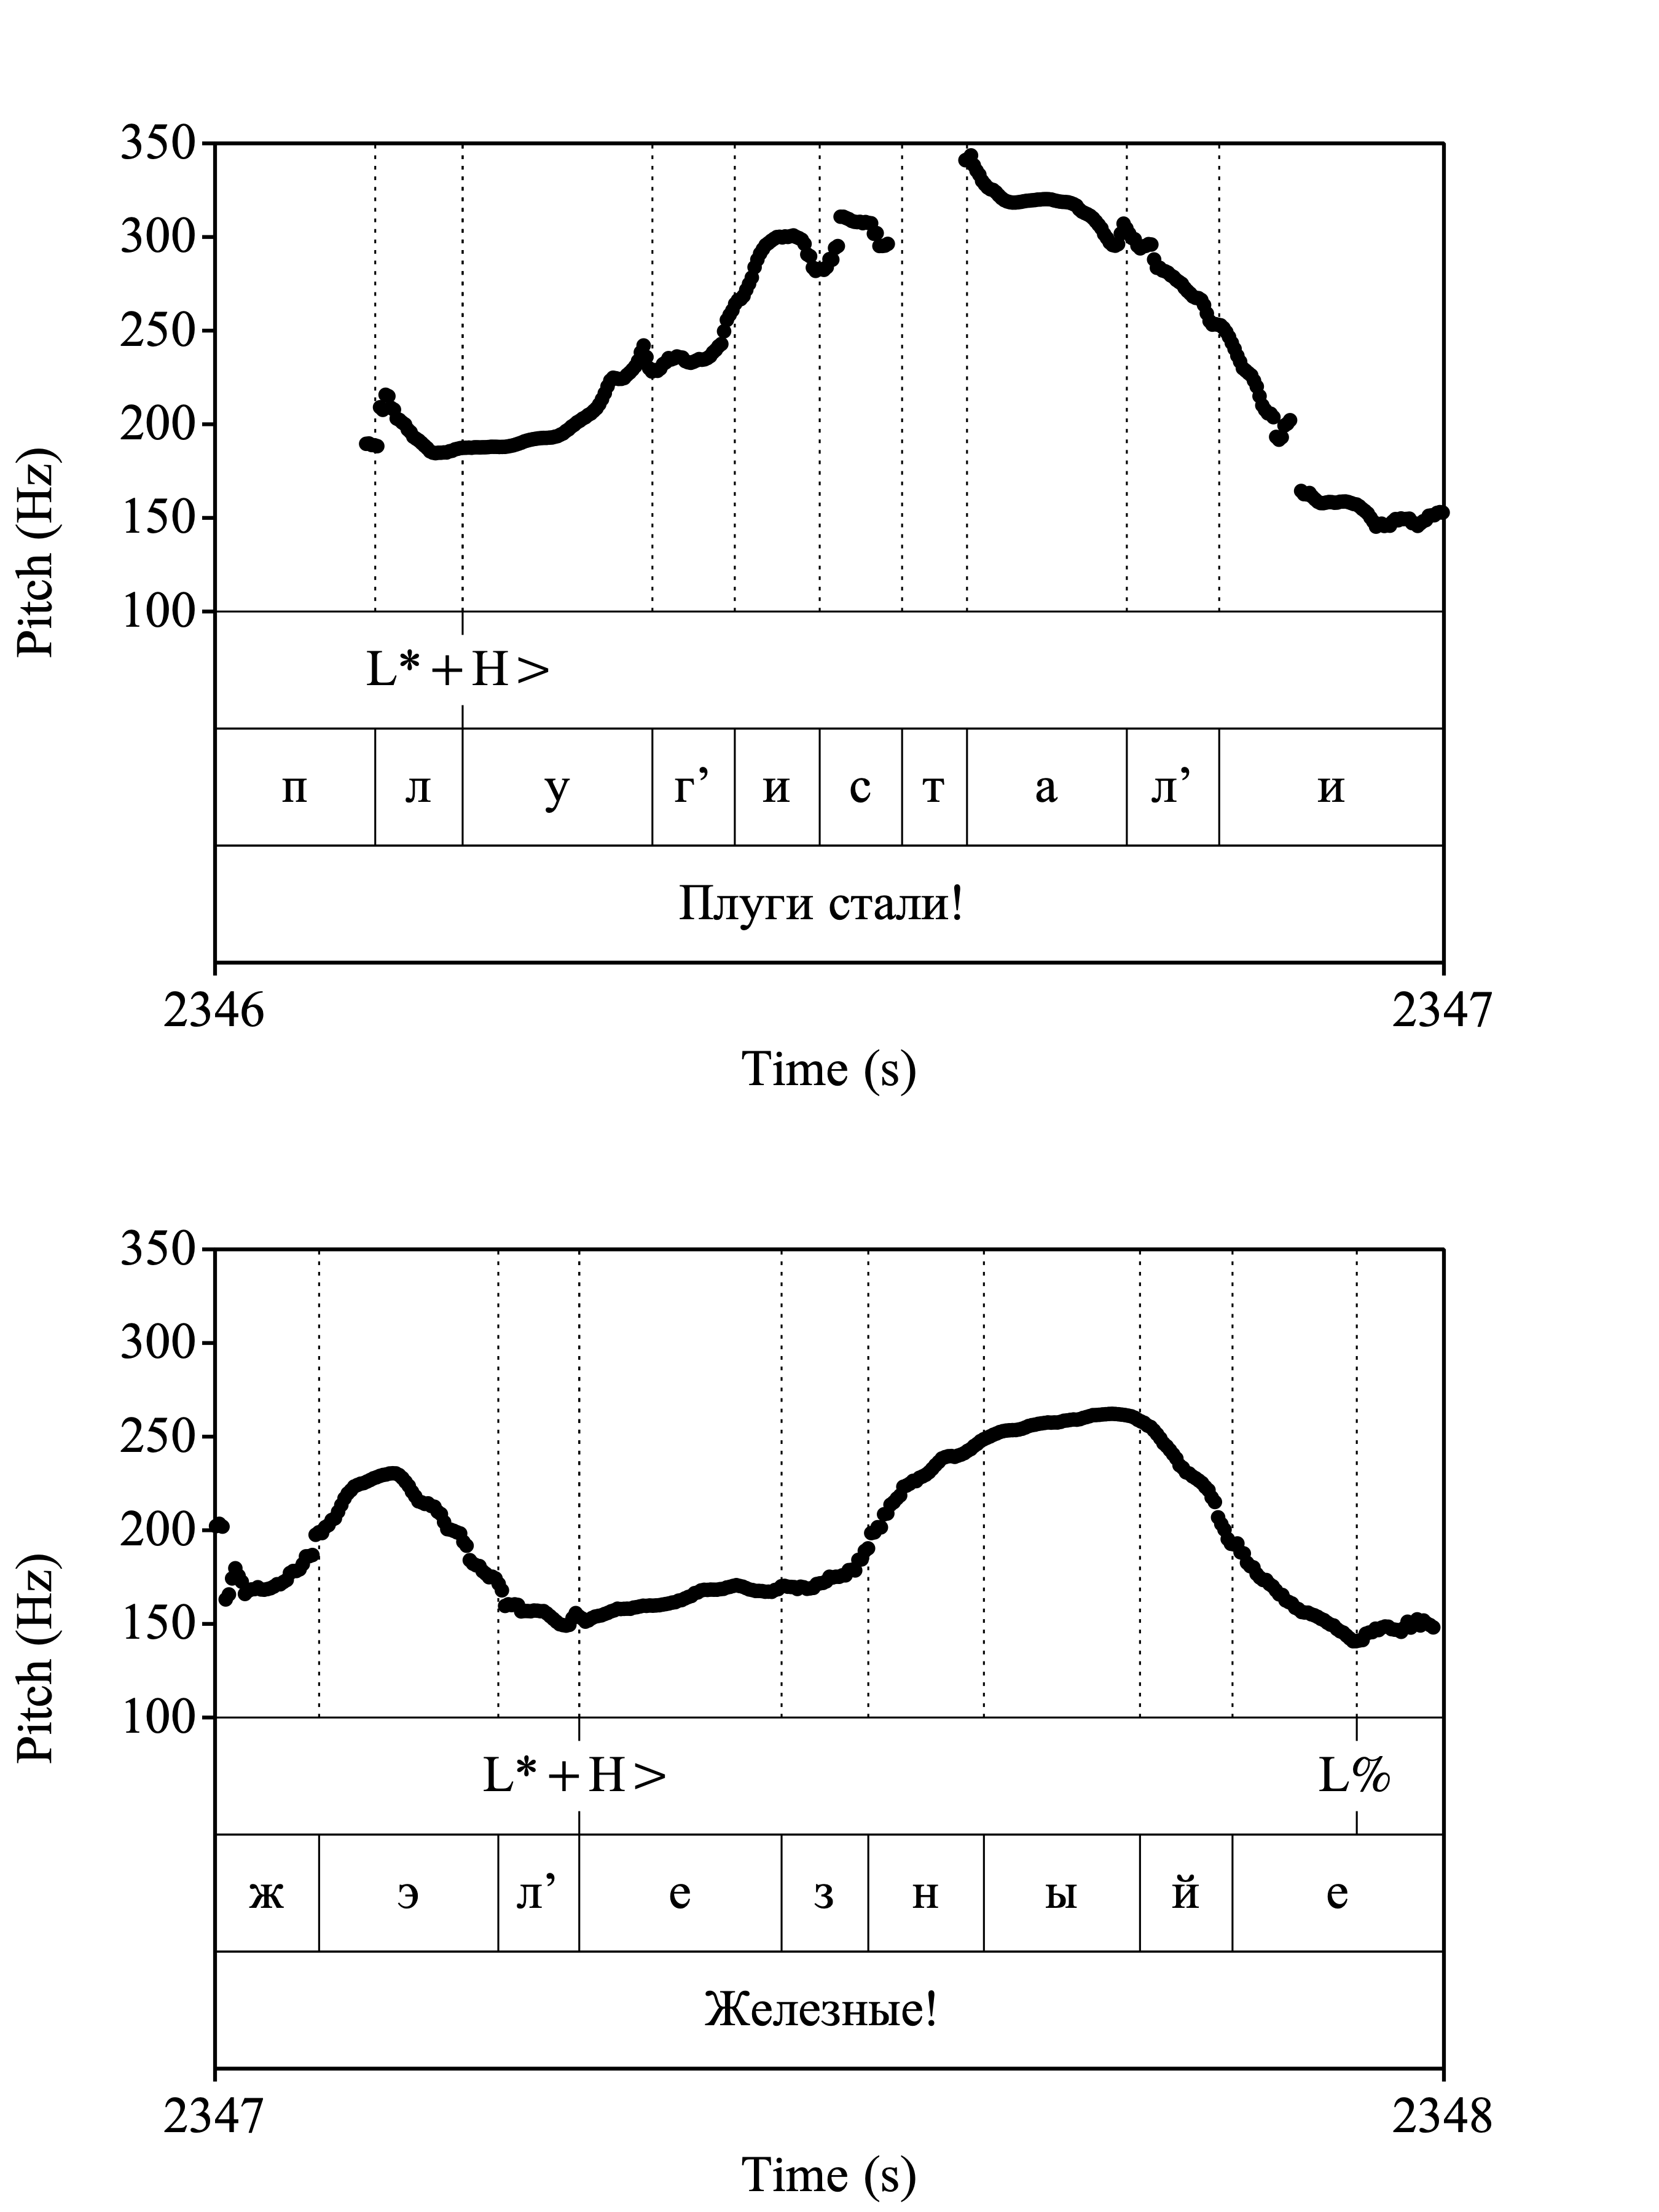 350
300
250
200
150
100
Pitch (Hz)
L*+H>
п л у г’ и с т а л’ и
Плуги стали!
2346 2347
Time (s)
350
300
250
200
150
100
Pitch (Hz)
L*+H> L%
ж э л’ е з н ы й е
Железные!
2347 2348
Time (s)